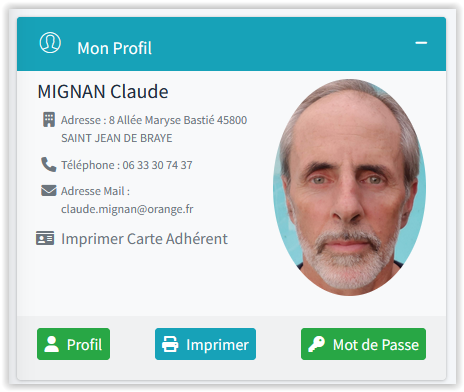 Mon Profil
MIGNAN Claude
Adresse : 8 Allée Maryse Bastié 45800
SAINT JEAN DE BRAYE
Téléphone : 06 33 30 74 37
Adresse Mail :
claude.mignan@orange.fr
Imprimer Carte Adhérent
Profil
Imprimer
Mot de Passe